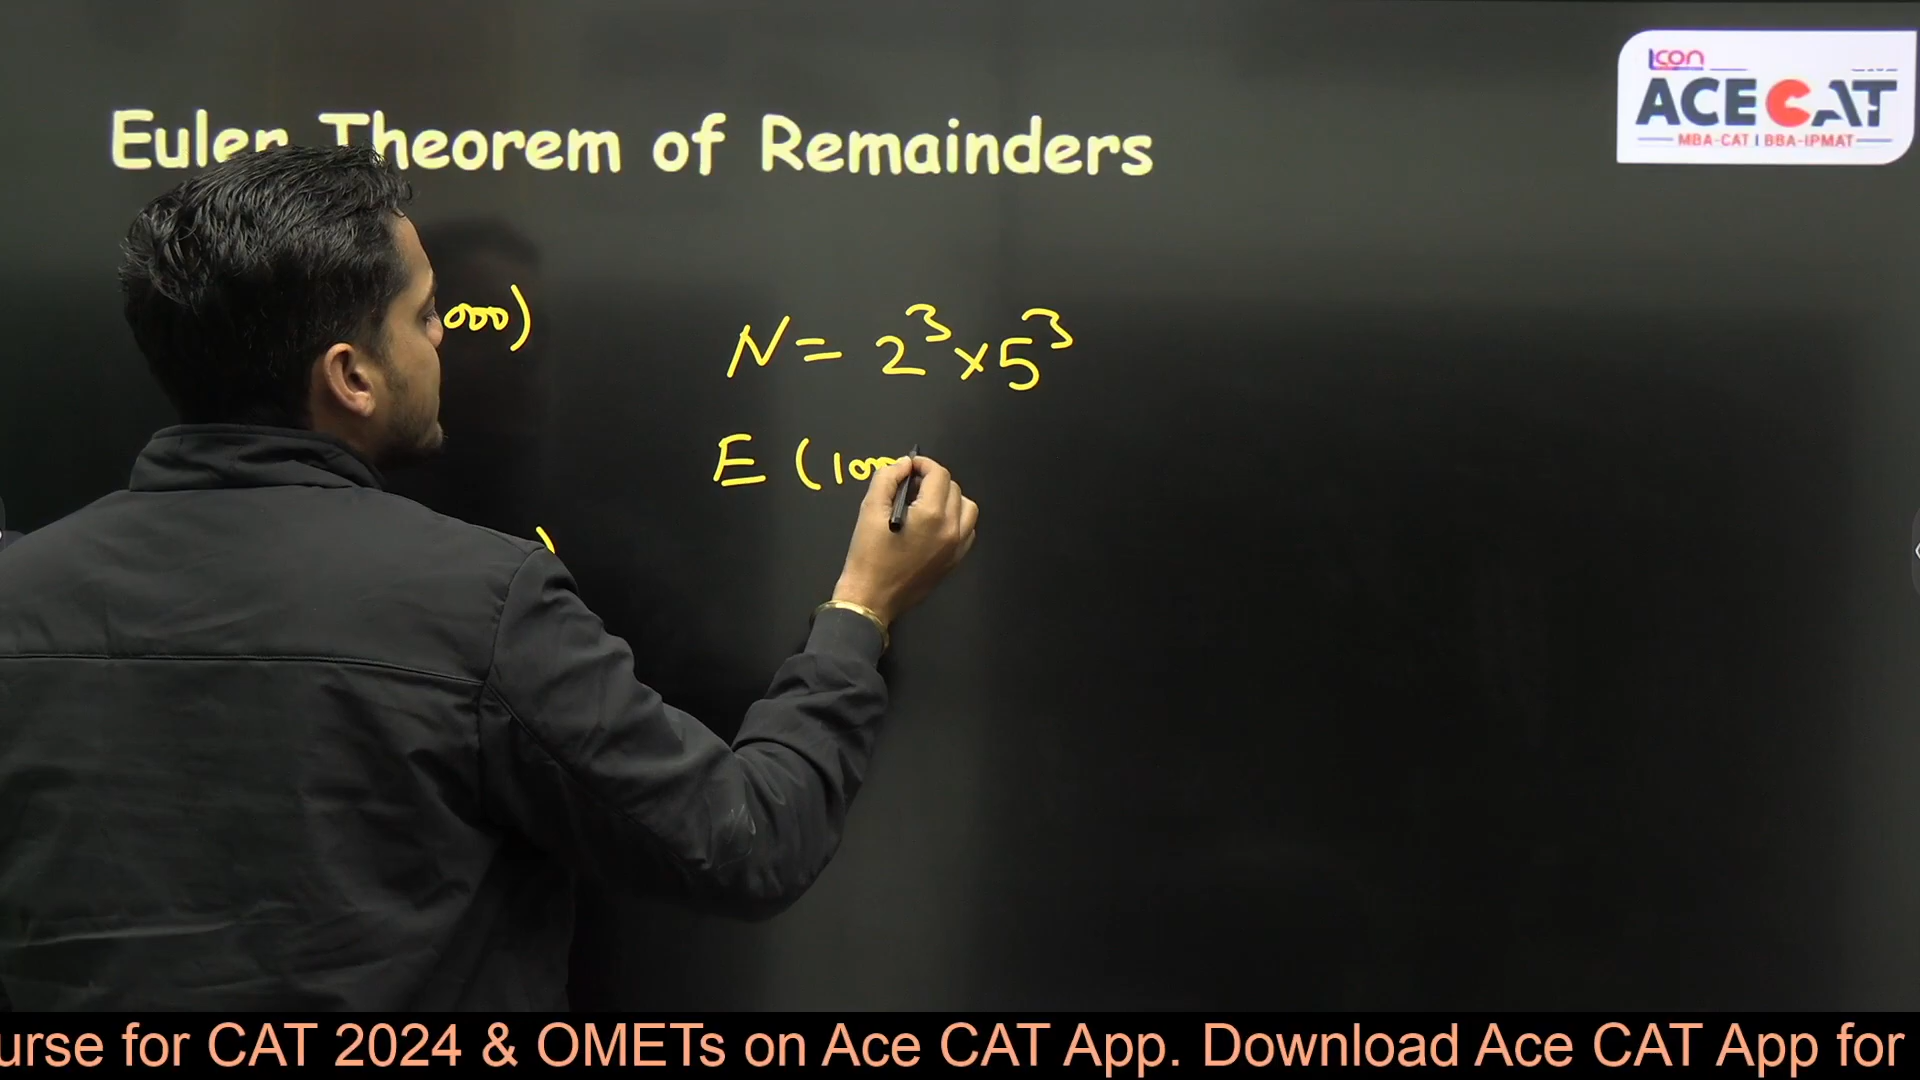 Euler Theorem of Remainders
Icon
ACE CAT
MBA-CAT | BBA-IPMAT
000)
N = 2³ × 5³
)
E (1000
urse for CAT 2024 & OMETs on Ace CAT App. Download Ace CAT App for